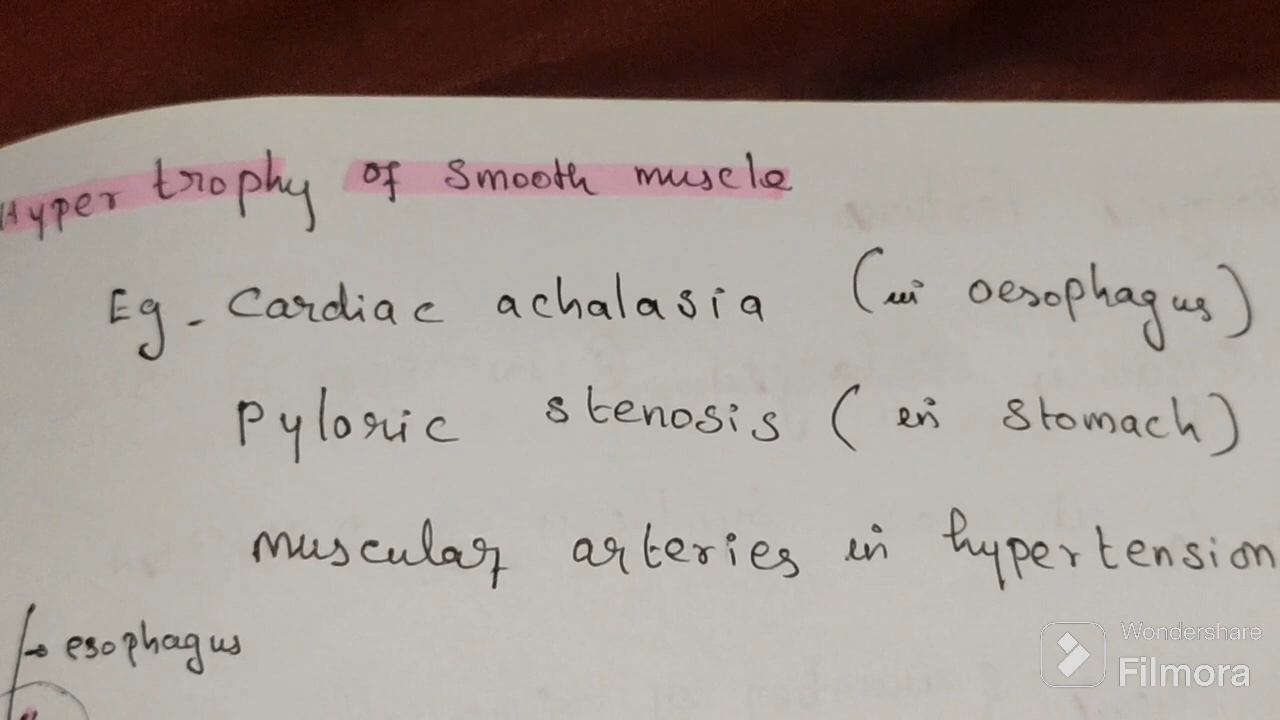 Hypertrophy of smooth muscle
Eg - Cardiac achalasia (in oesophagus)
Pyloric stenosis (in stomach)
muscular arteries in hypertension
→ esophagus
Wondershare
Filmora